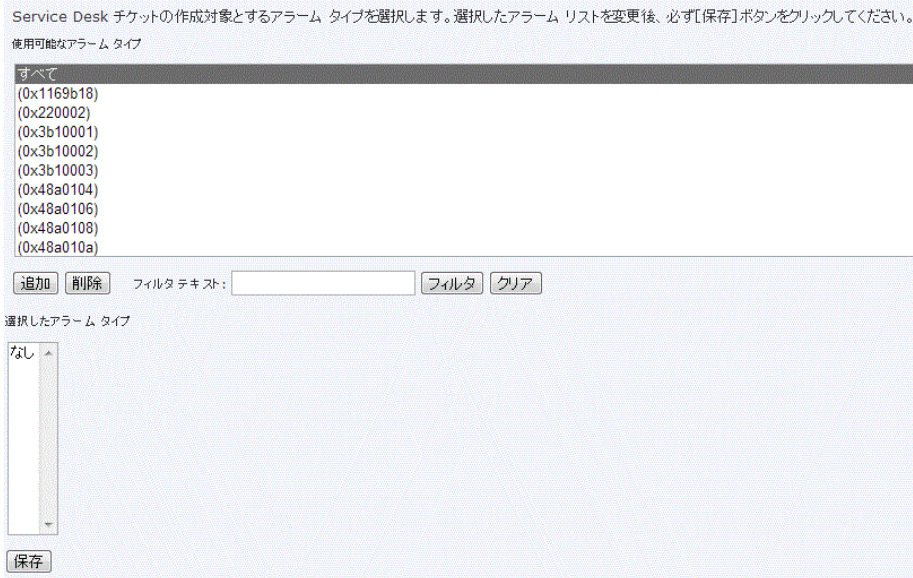 Service Desk チケットの作成対象とするアラーム タイプを選択します。選択したアラーム リストを変更後、必ず[保存]ボタンをクリックしてください。
使用可能なアラーム タイプ
すべて
(0x1169b18)
(0x220002)
(0x3b10001)
(0x3b10002)
(0x3b10003)
(0x48a0104)
(0x48a0106)
(0x48a0108)
(0x48a010a)
追加 削除 フィルタ テキスト: フィルタ クリア
選択したアラーム タイプ
なし
保存